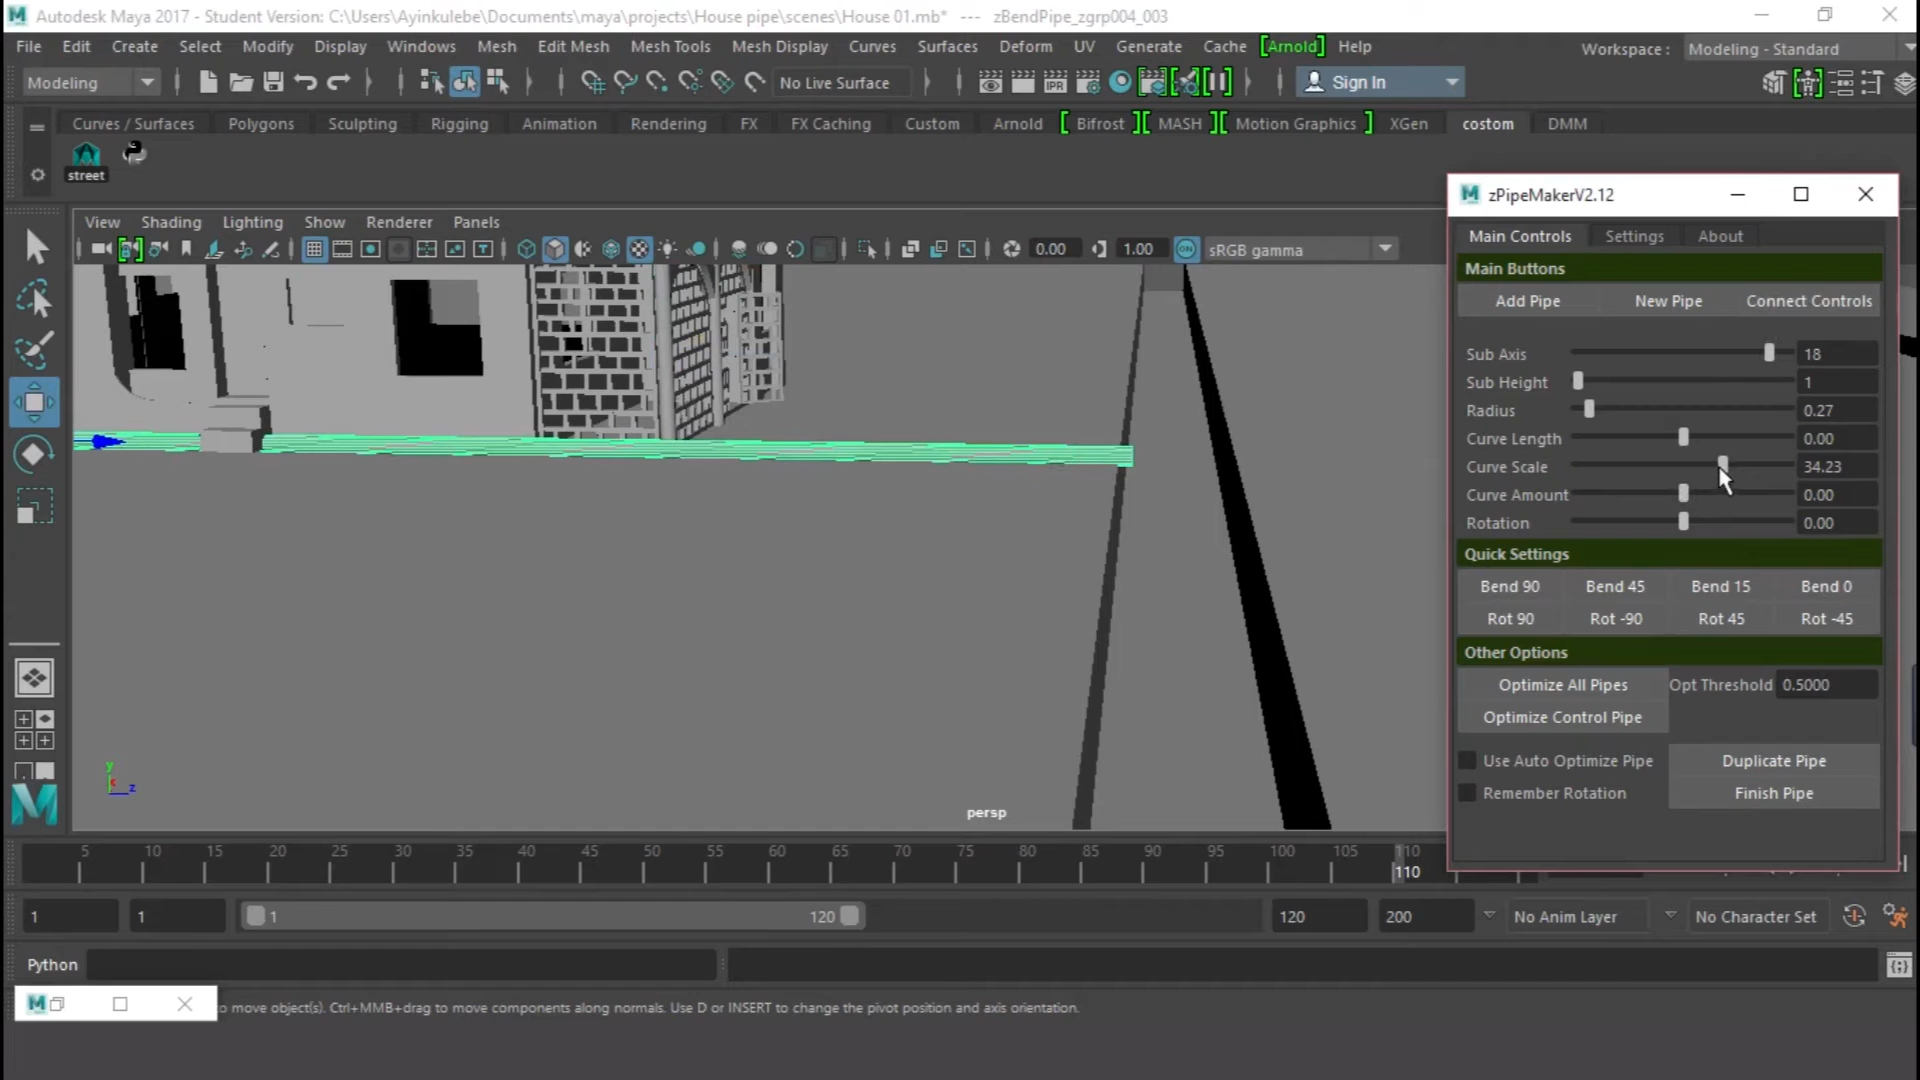 Autodesk Maya 2017 - Student Version: C:\Users\Ayinkulebe\Documents\maya\projects\House pipe\scenes\House 01.mb* --- zBendPipe_zgrp004_003
File Edit Create Select Modify Display Windows Mesh Edit Mesh Mesh Tools Mesh Display Curves Surfaces Deform UV Generate Cache [Arnold] Help Workspace : Modeling - Standard
Modeling No Live Surface IPR Sign In
Curves / Surfaces Polygons Sculpting Rigging Animation Rendering FX FX Caching Custom Arnold [ Bifrost ] [ MASH ] [ Motion Graphics ] XGen costom DMM
street
zPipeMakerV2.12
View Shading Lighting Show Renderer Panels
0.00 1.00 ON sRGB gamma
Main Controls Settings About
Main Buttons
Add Pipe New Pipe Connect Controls
Sub Axis 18
Sub Height 1
Radius 0.27
Curve Length 0.00
Curve Scale 34.23
Curve Amount 0.00
Rotation 0.00
Quick Settings
Bend 90 Bend 45 Bend 15 Bend 0
Rot 90 Rot -90 Rot 45 Rot -45
Other Options
Optimize All Pipes Opt Threshold 0.5000
Optimize Control Pipe
Use Auto Optimize Pipe Duplicate Pipe
Remember Rotation Finish Pipe
y
z
persp
5 10 15 20 25 30 35 40 45 50 55 60 65 70 75 80 85 90 95 100 105 110
110
1 1 1 120 120 200 No Anim Layer No Character Set
Python
to move object(s). Ctrl+MMB+drag to move components along normals. Use D or INSERT to change the pivot position and axis orientation.